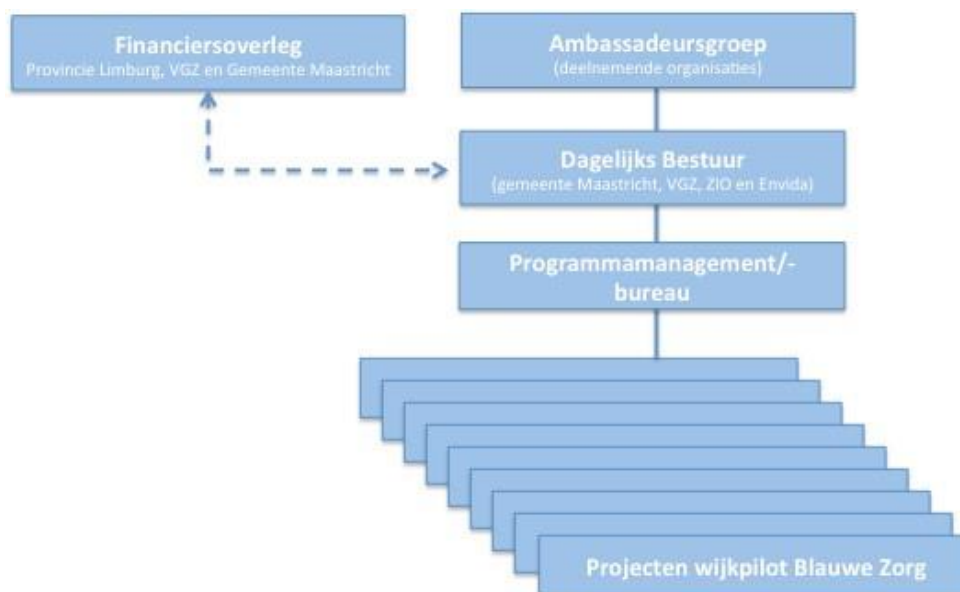 Financiersoverleg
Provincie Limburg, VGZ en Gemeente Maastricht
Ambassadeursgroep
(deelnemende organisaties)
Dagelijks Bestuur
(gemeente Maastricht, VGZ, ZIO en Envida)
Programmamanagement/-
bureau
Projecten wijkpilot Blauwe Zorg